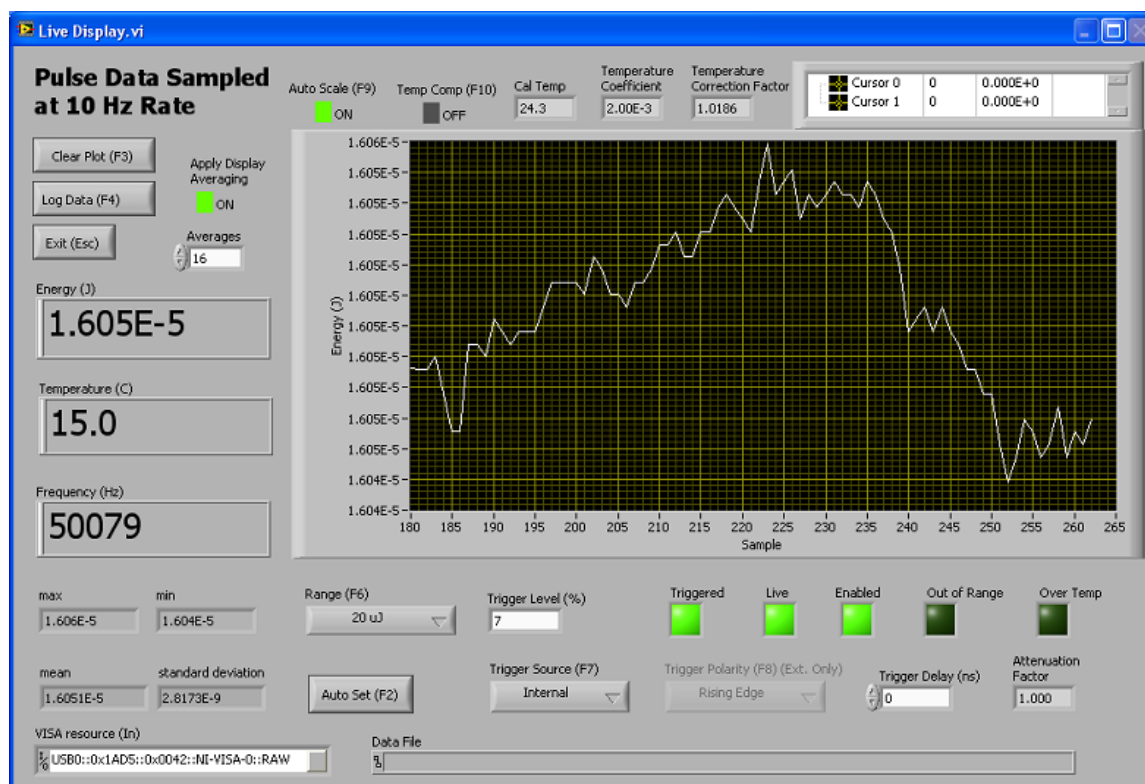 Live Display.vi
Pulse Data Sampled
at 10 Hz Rate
Auto Scale (F9)
ON
Temp Comp (F10)
OFF
Cal Temp
24.3
Temperature
Coefficient
2.00E-3
Temperature
Correction Factor
1.0186
Cursor 0 0 0.000E+0
Cursor 1 0 0.000E+0
Clear Plot (F3)
Log Data (F4)
Exit (Esc)
Apply Display
Averaging
ON
Averages
16
Energy (J)
1.605E-5
Temperature (C)
15.0
Frequency (Hz)
50079
Energy (J)
1.606E-5
1.605E-5
1.605E-5
1.605E-5
1.605E-5
1.605E-5
1.605E-5
1.605E-5
1.605E-5
1.605E-5
1.605E-5
1.604E-5
1.604E-5
180 185 190 195 200 205 210 215 220 225 230 235 240 245 250 255 260 265
Sample
max
1.606E-5
min
1.604E-5
Range (F6)
20 uJ
Trigger Level (%)
7
Triggered
Live
Enabled
Out of Range
Over Temp
mean
1.6051E-5
standard deviation
2.8173E-9
Auto Set (F2)
Trigger Source (F7)
Internal
Trigger Polarity (F8) (Ext. Only)
Rising Edge
Trigger Delay (ns)
0
Attenuation
Factor
1.000
VISA resource (In)
USB0::0x1AD5::0x0042::NI-VISA-0::RAW
Data File